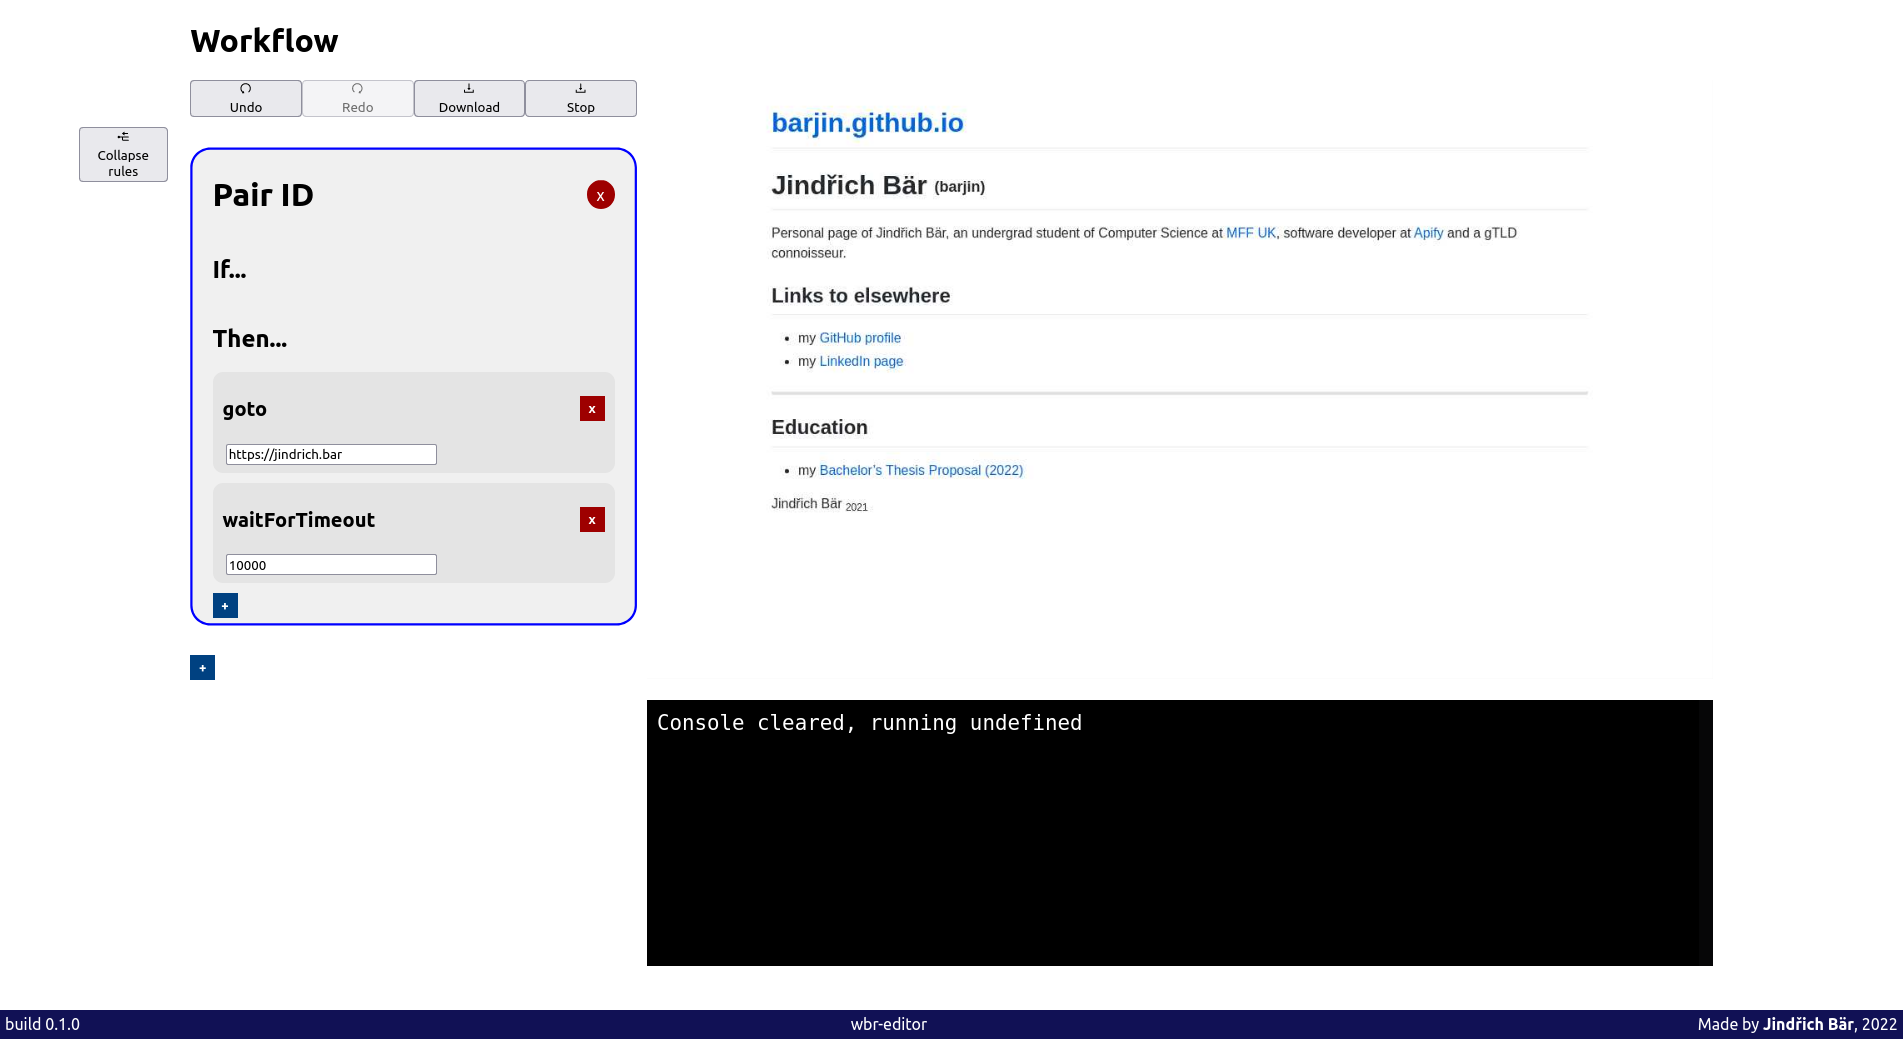 Workflow
Undo
Redo
Download
Stop
Collapse
rules
Pair ID
x
If...
Then...
goto
x
https://jindrich.bar
waitForTimeout
x
10000
+
+
barjin.github.io
Jindřich Bär (barjin)
Personal page of Jindřich Bär, an undergrad student of Computer Science at MFF UK, software developer at Apify and a gTLD
connoisseur.
Links to elsewhere
my GitHub profile
my LinkedIn page
Education
my Bachelor’s Thesis Proposal (2022)
Jindřich Bär 2021
Console cleared, running undefined
build 0.1.0
wbr-editor
Made by Jindřich Bär, 2022